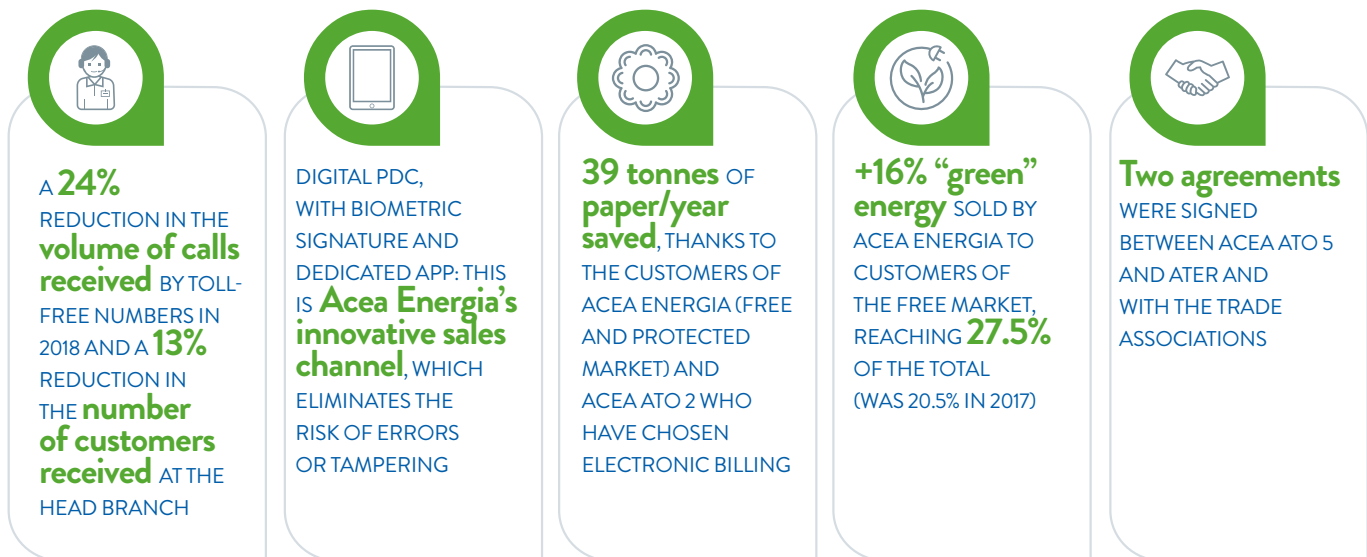 A 24%
REDUCTION IN THE
volume of calls
received BY TOLL-
FREE NUMBERS IN
2018 AND A 13%
REDUCTION IN
THE number
of customers
received AT THE
HEAD BRANCH
DIGITAL PDC,
WITH BIOMETRIC
SIGNATURE AND
DEDICATED APP: THIS
IS Acea Energia's
innovative sales
channel, WHICH
ELIMINATES THE
RISK OF ERRORS
OR TAMPERING
39 tonnes OF
paper/year
saved, THANKS TO
THE CUSTOMERS OF
ACEA ENERGIA (FREE
AND PROTECTED
MARKET) AND
ACEA ATO 2 WHO
HAVE CHOSEN
ELECTRONIC BILLING
+16% “green”
energy SOLD BY
ACEA ENERGIA TO
CUSTOMERS OF
THE FREE MARKET,
REACHING 27.5%
OF THE TOTAL
(WAS 20.5% IN 2017)
Two agreements
WERE SIGNED
BETWEEN ACEA ATO 5
AND ATER AND
WITH THE TRADE
ASSOCIATIONS